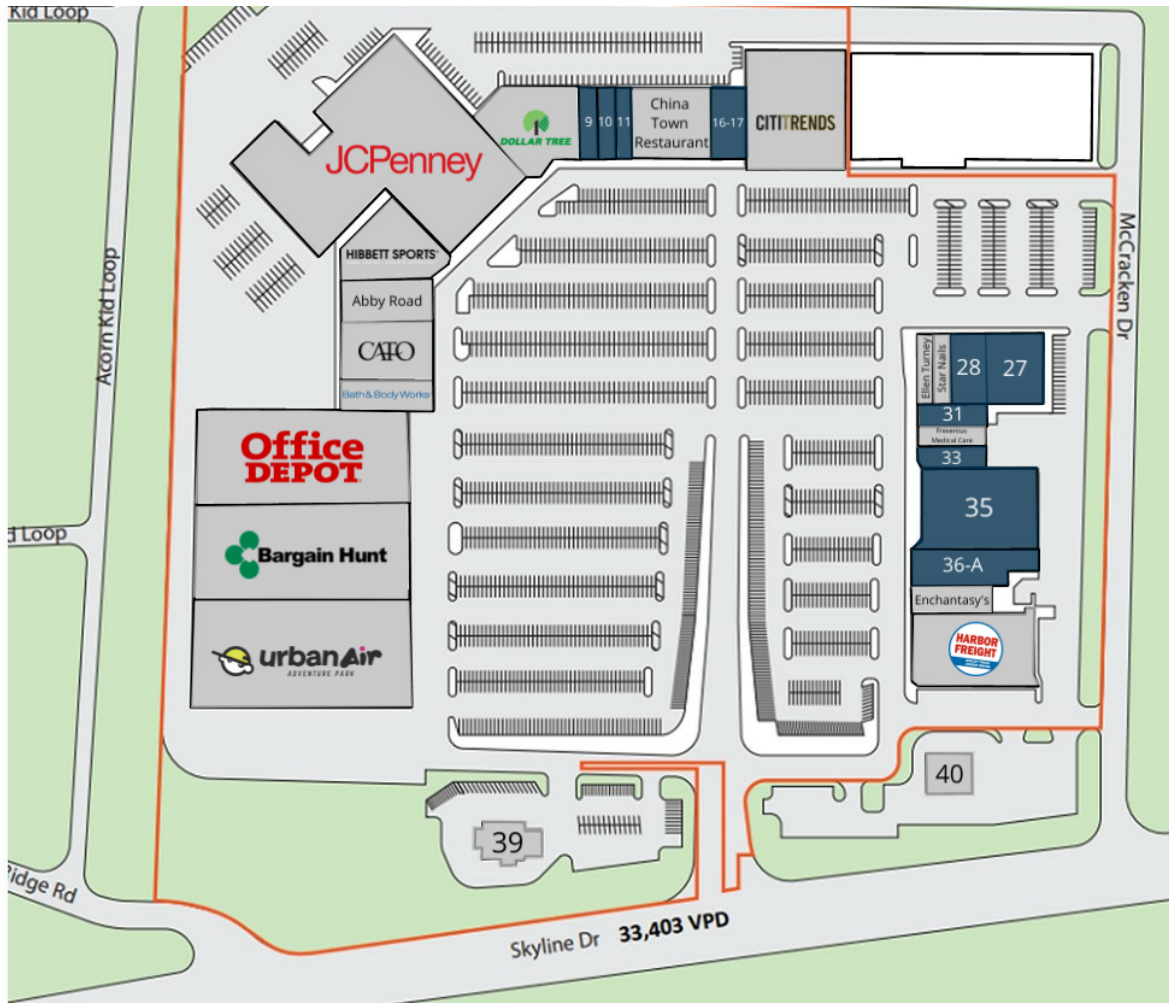 Kid Loop
DOLLAR TREE
9
10
11
China
Town
Restaurant
16-17
CITITRENDS
JCPenney
HIBBETT SPORTS
Abby Road
CATO
Bath & Body Works
Acorn Kid Loop
McCracken Dr
Ellen Turney
Star Nails
28
27
31
Fresenius
Medical Care
33
35
36-A
Enchantasy's
HARBOR
FREIGHT
Office
DEPOT
d Loop
Bargain Hunt
urban Air
ADVENTURE PARK
40
39
Ridge Rd
Skyline Dr 33,403 VPD